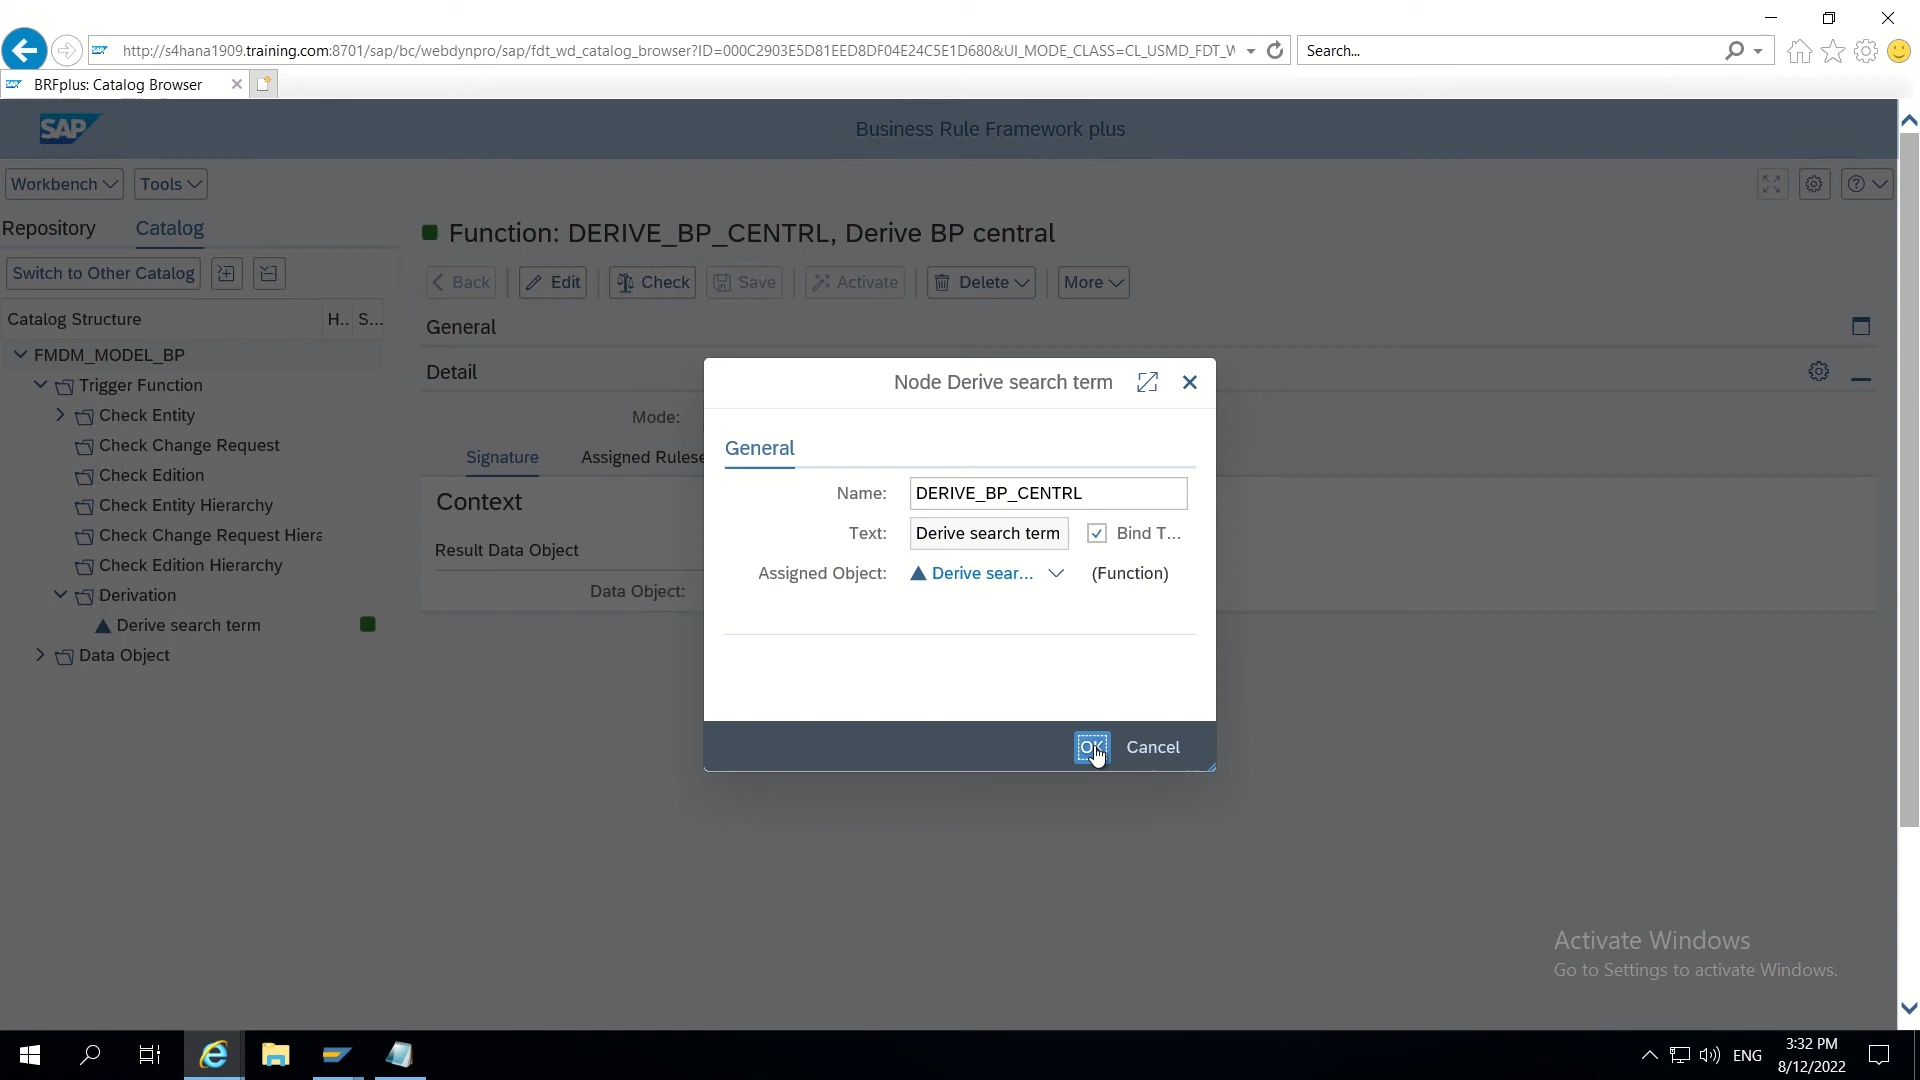 http://s4hana1909.training.com:8701/sap/bc/webdynpro/sap/fdt_wd_catalog_browser?ID=000C2903E5D81EED8DF04E24C5E1D680&UI_MODE_CLASS=CL_USMD_FDT_W
Search...
BRFplus: Catalog Browser
SAP
Business Rule Framework plus
Workbench
Tools
Repository
Catalog
Function: DERIVE_BP_CENTRL, Derive BP central
Switch to Other Catalog
Back
Edit
Check
Save
Activate
Delete
More
Catalog Structure
H..
S...
General
FMDM_MODEL_BP
Trigger Function
Check Entity
Check Change Request
Check Edition
Check Entity Hierarchy
Check Change Request Hiera
Check Edition Hierarchy
Derivation
Derive search term
Data Object
Detail
Mode:
Signature
Assigned Rulese
Context
Result Data Object
Data Object:
Node Derive search term
General
Name: DERIVE_BP_CENTRL
Text: Derive search term Bind T...
Assigned Object: Derive sear... (Function)
OK
Cancel
Activate Windows
Go to Settings to activate Windows.
ENG
3:32 PM
8/12/2022